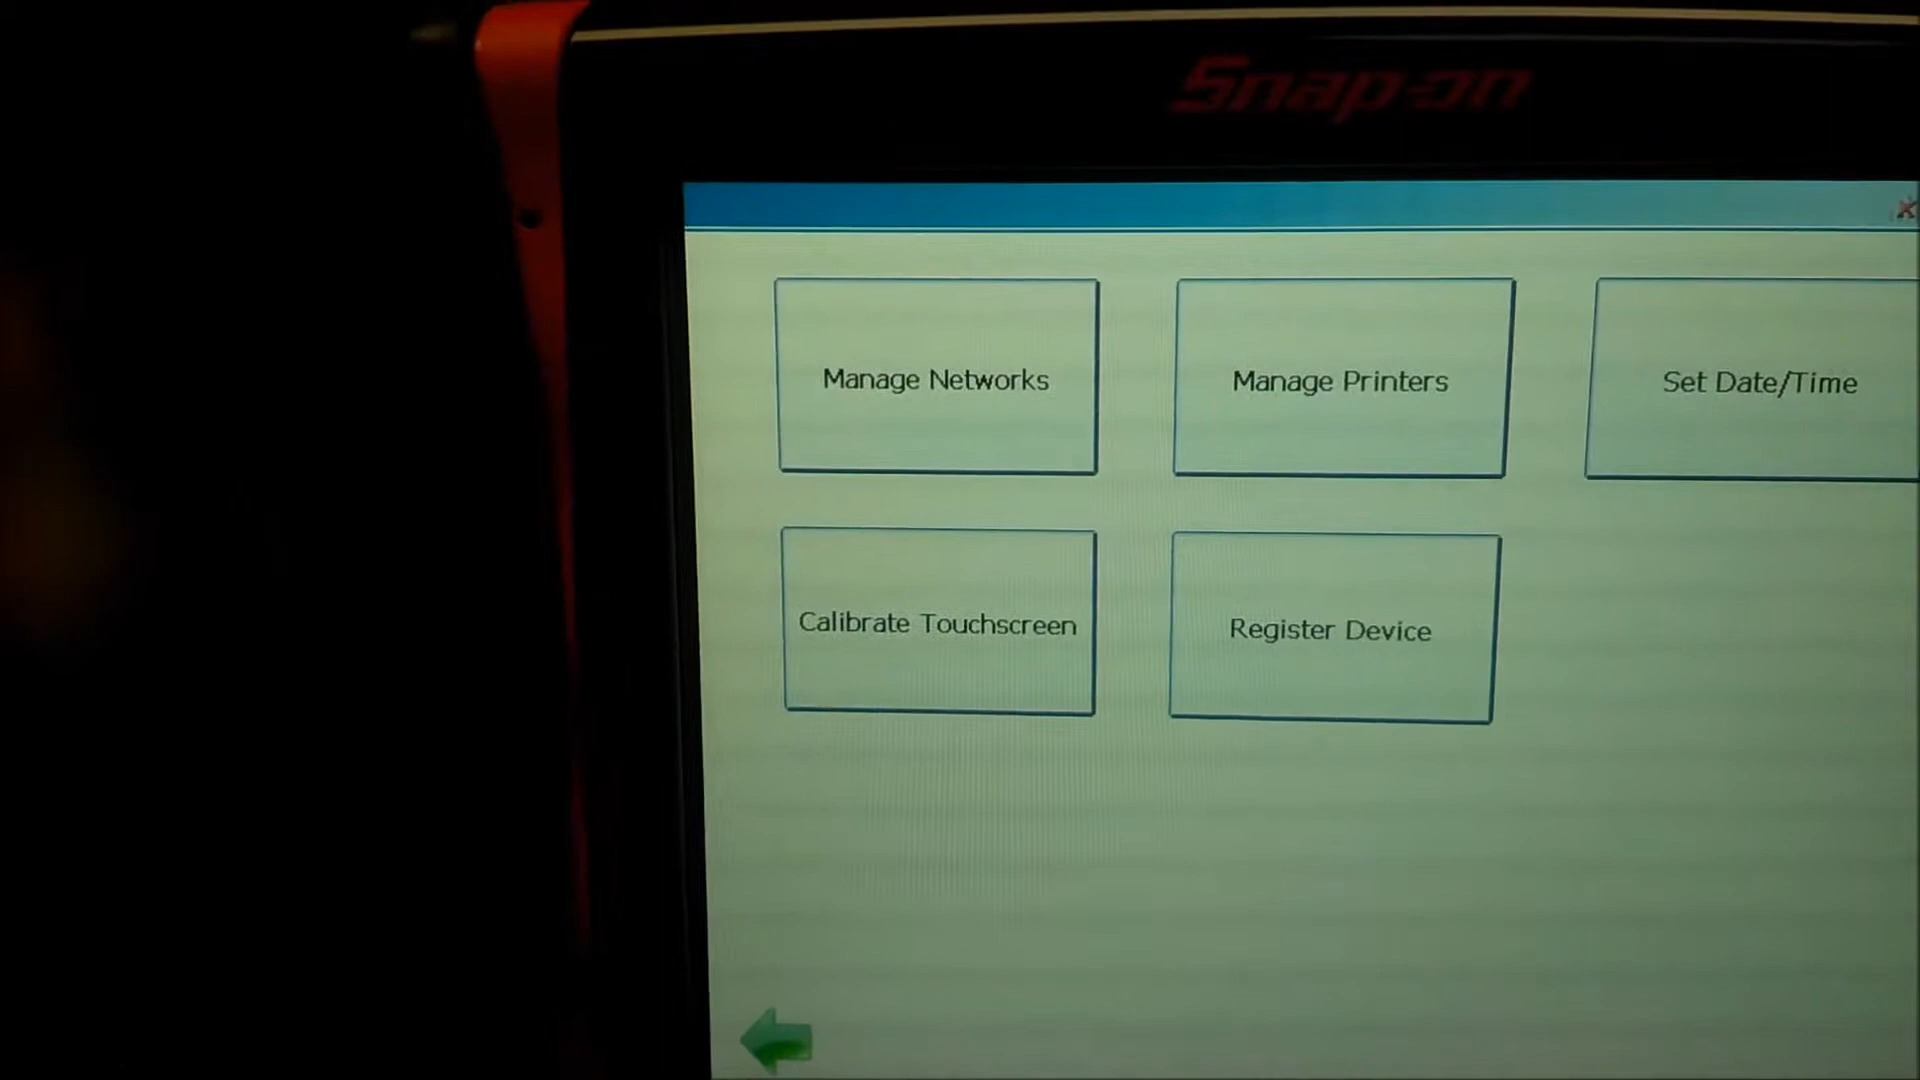 Snap-on
Manage Networks
Manage Printers
Set Date/Time
Calibrate Touchscreen
Register Device